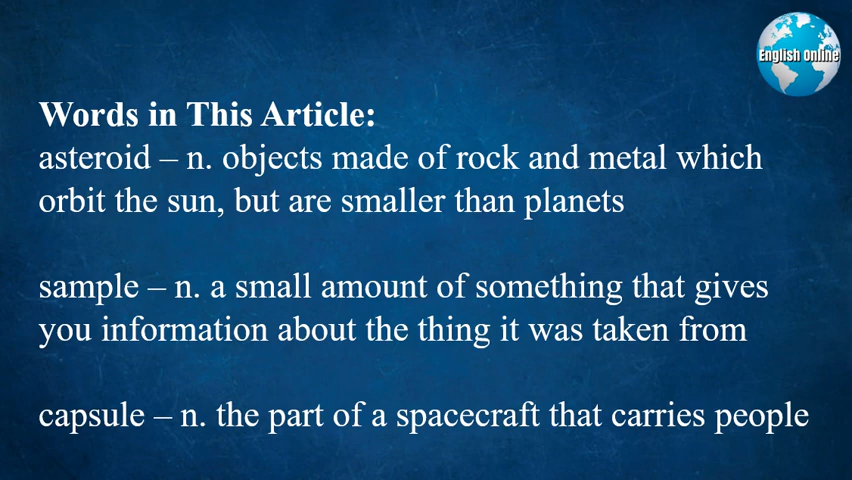 English Online
Words in This Article:
asteroid – n. objects made of rock and metal which
orbit the sun, but are smaller than planets
sample – n. a small amount of something that gives
you information about the thing it was taken from
capsule – n. the part of a spacecraft that carries people